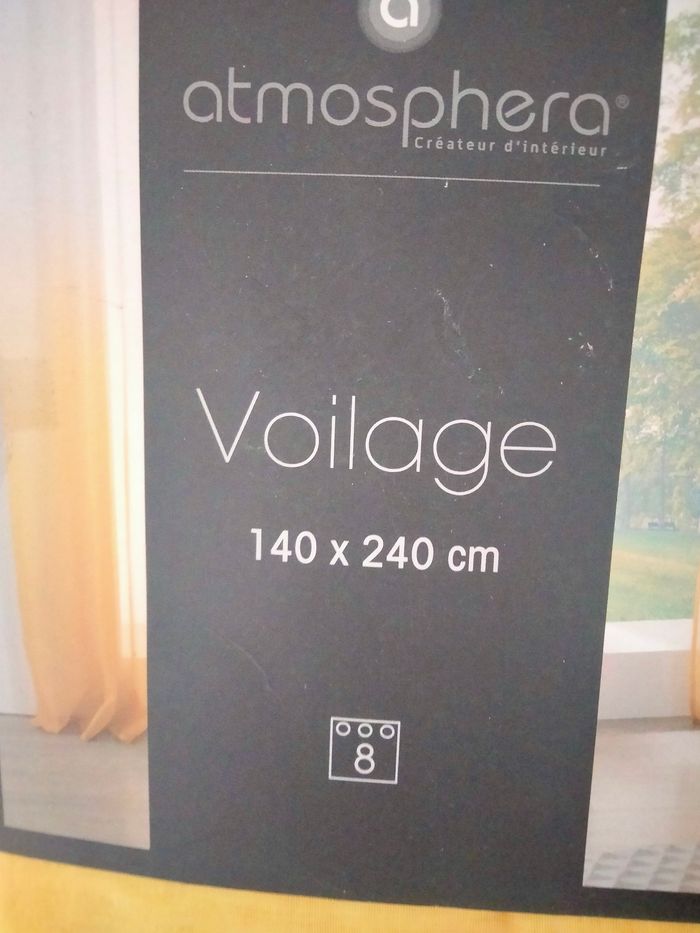 a
atmosphera®
Créateur d'intérieur
Voilage
140 x 240 cm
8